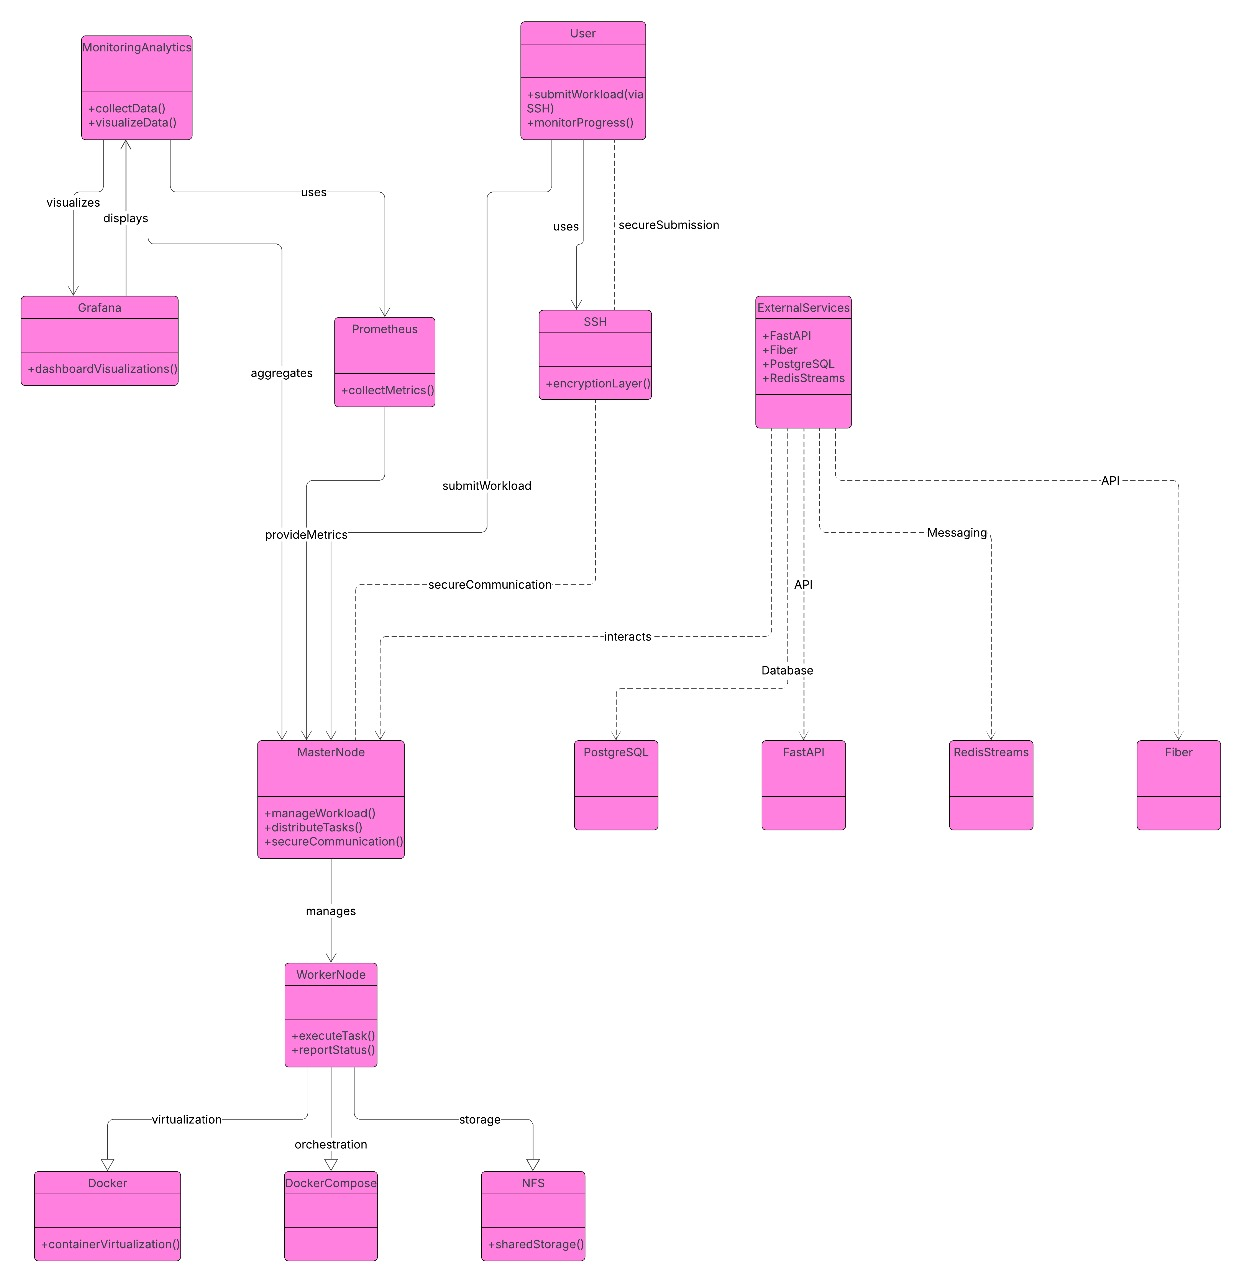 MonitoringAnalytics
+collectData()
+visualizeData()
User
+submitWorkload(via
SSH)
+monitorProgress()
visualizes
displays
uses
uses
secureSubmission
Grafana
+dashboardVisualizations()
Prometheus
+collectMetrics()
SSH
+encryptionLayer()
ExternalServices
+FastAPI
+Fiber
+PostgreSQL
+RedisStreams
aggregates
submitWorkload
API
provideMetrics
Messaging
secureCommunication
API
interacts
Database
MasterNode
+manageWorkload()
+distributeTasks()
+secureCommunication()
PostgreSQL
FastAPI
RedisStreams
Fiber
manages
WorkerNode
+executeTask()
+reportStatus()
virtualization
orchestration
storage
Docker
+containerVirtualization()
DockerCompose
NFS
+sharedStorage()